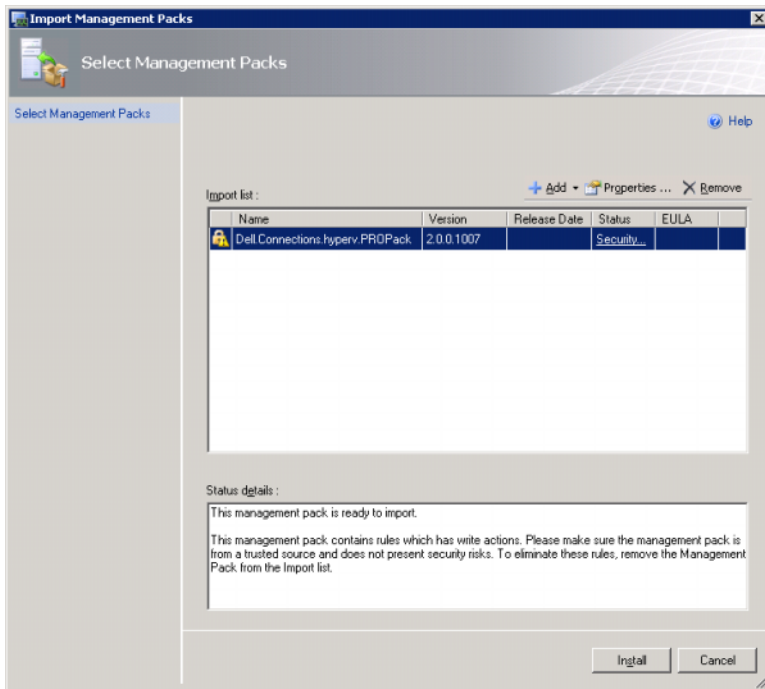 Import Management Packs
Select Management Packs
Select Management Packs
Help
Import list :
Add
Properties ...
Remove
Name Version Release Date Status EULA
Dell.Connections.hyperv.PROPack 2.0.0.1007 Security...
Status details :
This management pack is ready to import.
This management pack contains rules which has write actions. Please make sure the management pack is
from a trusted source and does not present security risks. To eliminate these rules, remove the Management
Pack from the Import list.
Install
Cancel